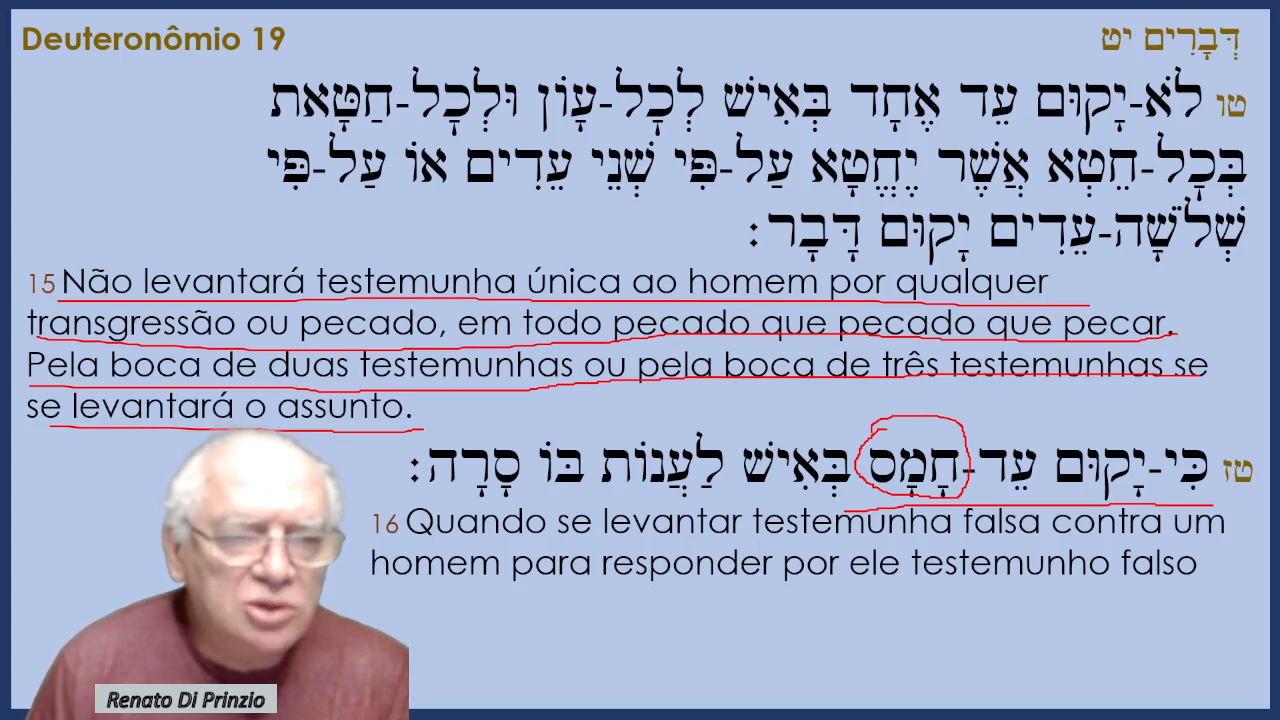 Deuteronômio 19
דְּבָרִים יט
טו לֹא-יָקוּם עֵד אֶחָד בְּאִישׁ לְכָל-עָוֺן וּלְכָל-חַטָּאת
בְּכָל-חֵטְא אֲשֶׁר יֶחֱטָא עַל-פִּי שְׁנֵי עֵדִים אוֹ עַל-פִּי
שְׁלֹשָׁה-עֵדִים יָקוּם דָּבָר:
15 Não levantará testemunha única ao homem por qualquer
transgressão ou pecado, em todo pecado que pecado que pecar.
Pela boca de duas testemunhas ou pela boca de três testemunhas se
se levantará o assunto.
טז כִּי-יָקוּם עֵד-חָמָס בְּאִישׁ לַעֲנוֹת בּוֹ סָרָה:
16 Quando se levantar testemunha falsa contra um
homem para responder por ele testemunho falso
Renato Di Prinzio